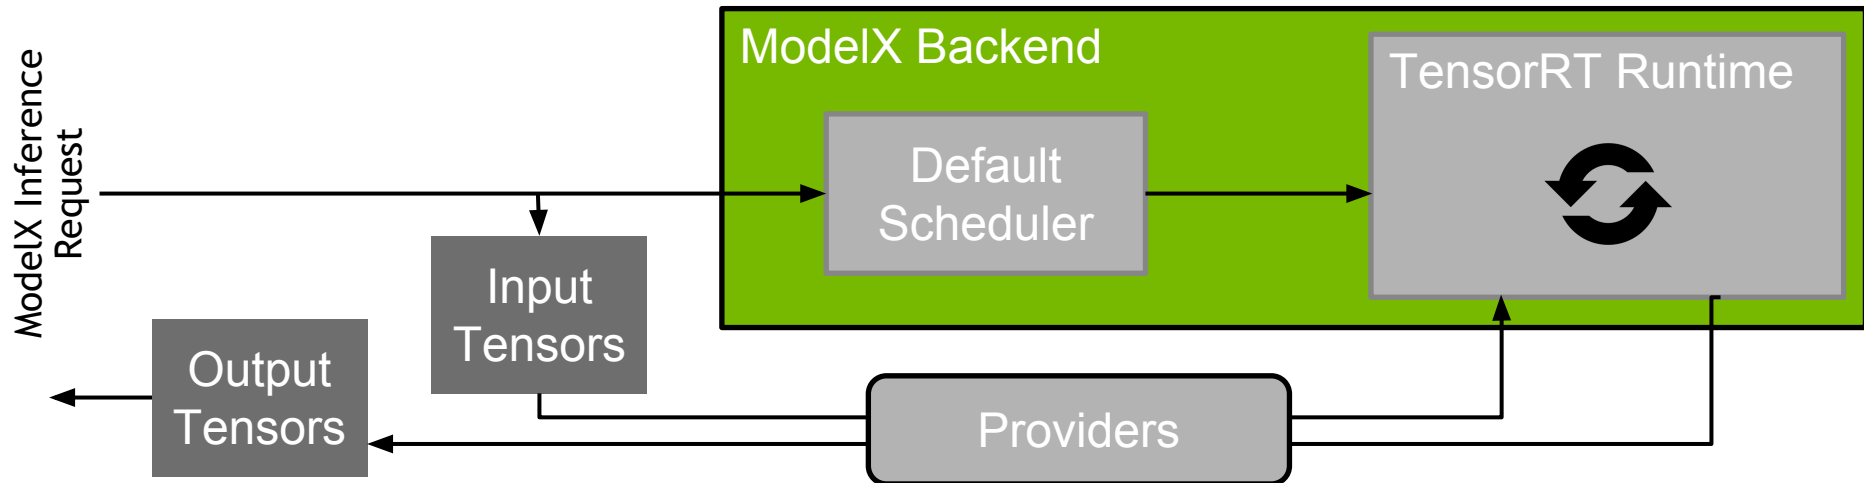 ModelX Inference
Request
ModelX Backend
TensorRT Runtime
Default
Scheduler
Input
Tensors
Output
Tensors
Providers